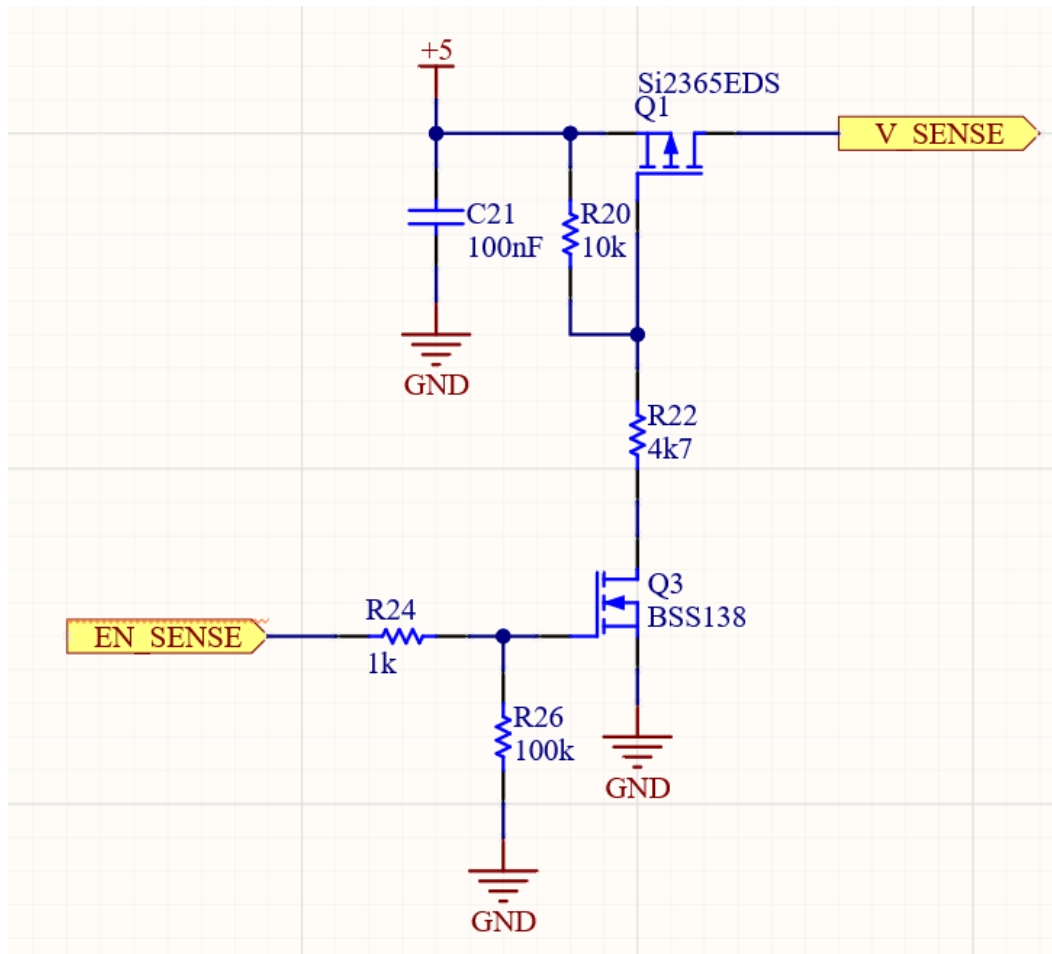 +5
Si2365EDS
Q1
V_SENSE
C21
100nF
R20
10k
GND
R22
4k7
Q3
BSS138
R24
1k
EN_SENSE
R26
100k
GND
GND